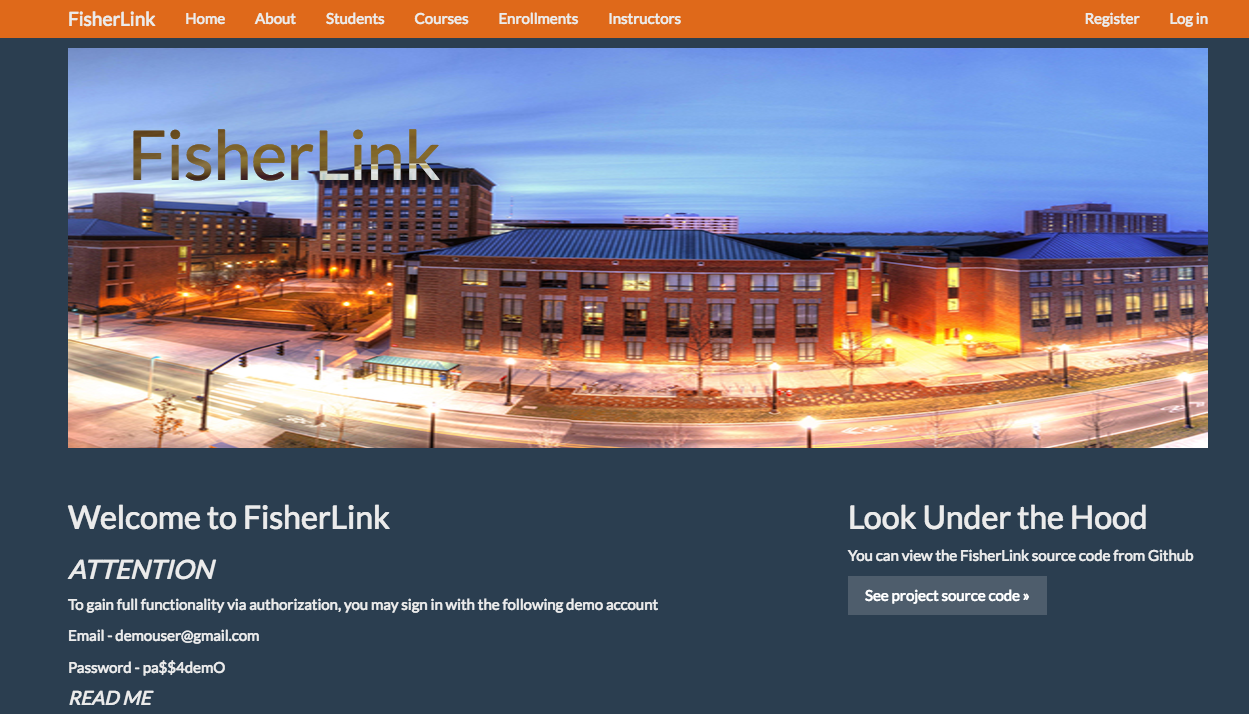 FisherLink Home About Students Courses Enrollments Instructors Register Log in
FisherLink
Welcome to FisherLink
ATTENTION
To gain full functionality via authorization, you may sign in with the following demo account
Email - demouser@gmail.com
Password - pa$$4demO
READ ME
Look Under the Hood
You can view the FisherLink source code from Github
See project source code »